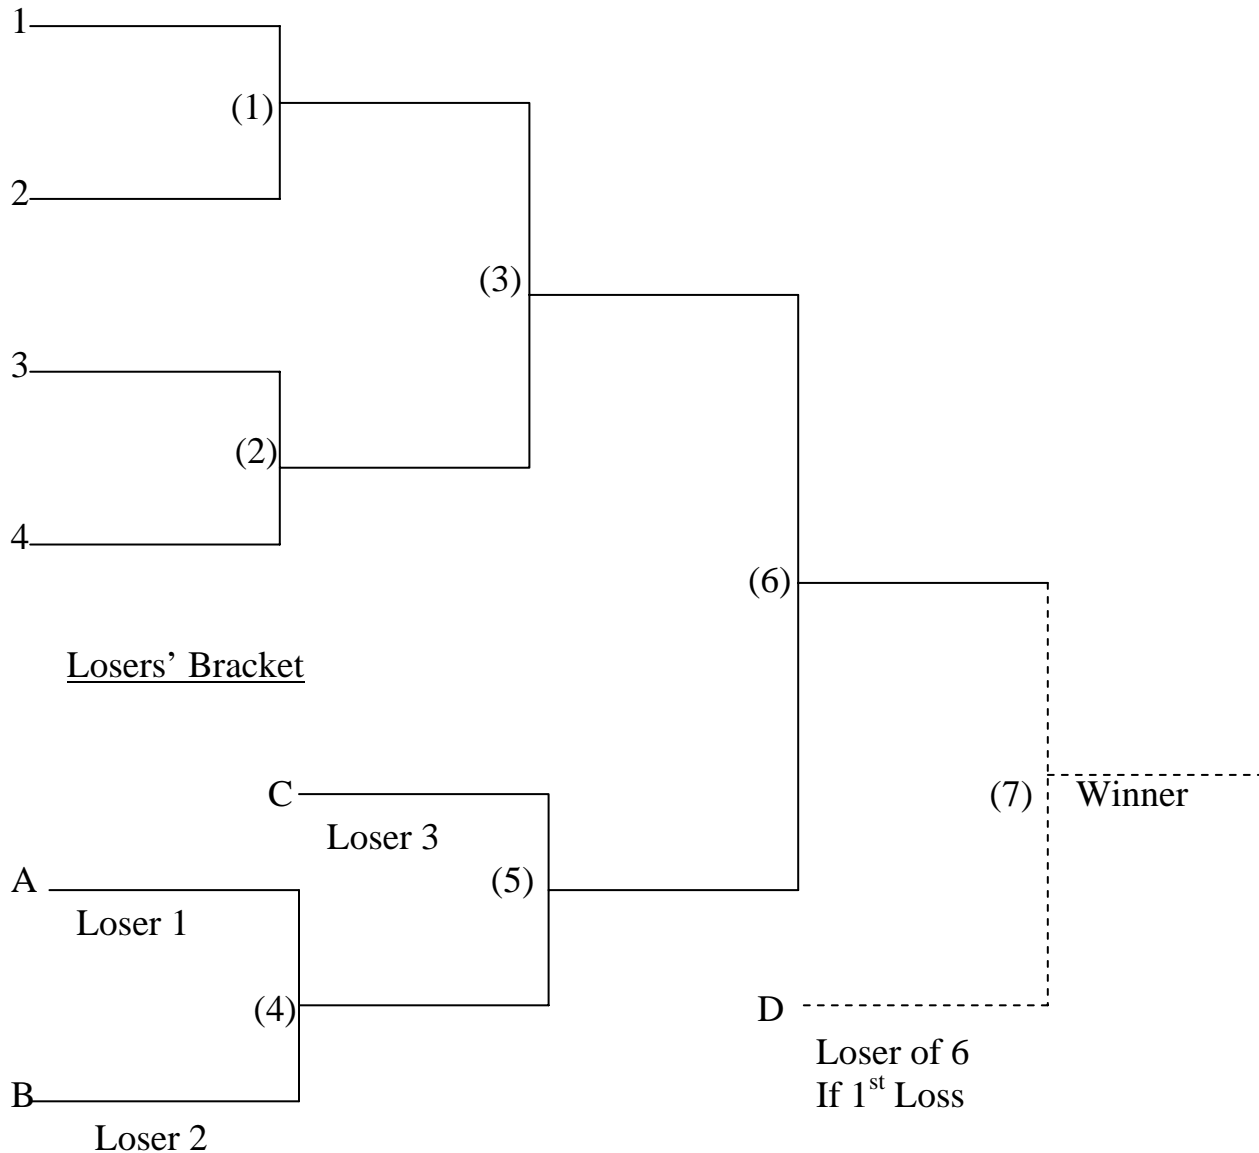 1
(1)
2
(3)
3
(2)
4
(6)
Losers’ Bracket
C
(7) Winner
Loser 3
A
(5)
Loser 1
(4)
D
Loser of 6
If 1st Loss
B
Loser 2